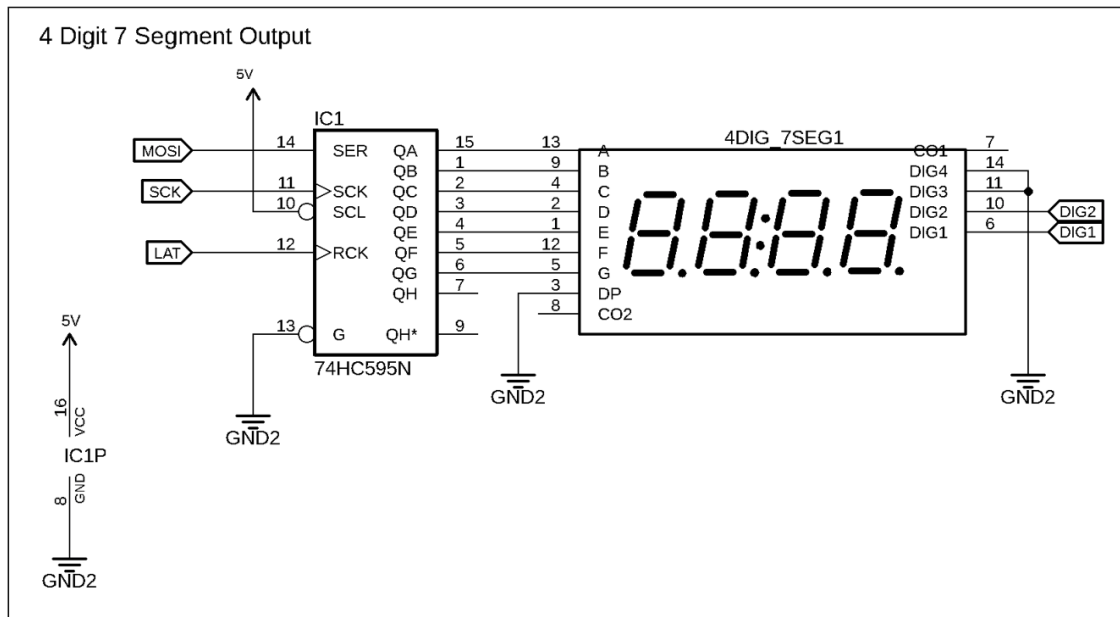 4 Digit 7 Segment Output
5V
IC1
4DIG_7SEG1
MOSI 14 SER QA 15 13 A CO1 7
1 9 B DIG4 14
QB
SCK 11 SCK QC 2 4 C DIG3 11
10 SCL QD 3 2 D DIG2 10 DIG2
QE 4 1 E DIG1 6 DIG1
LAT 12 RCK QF 5 12 F
QG 6 5 G
QH 7 3 DP
8 CO2
13 G QH* 9
5V
74HC595N
GND2
GND2
GND2
16
VCC
IC1P
8
GND
GND2